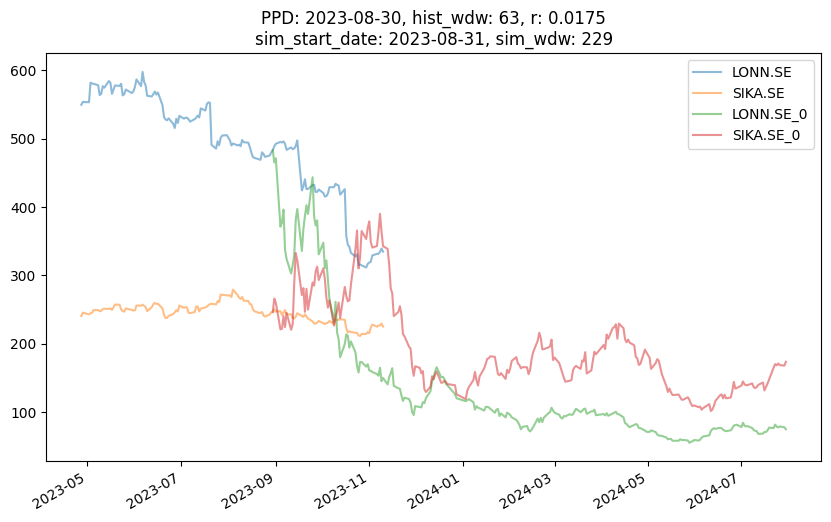 PPD: 2023-08-30, hist_wdw: 63, r: 0.0175
sim_start_date: 2023-08-31, sim_wdw: 229
LONN.SE
SIKA.SE
LONN.SE_0
SIKA.SE_0
600
500
400
300
200
100
2023-05
2023-07
2023-09
2023-11
2024-01
2024-03
2024-05
2024-07